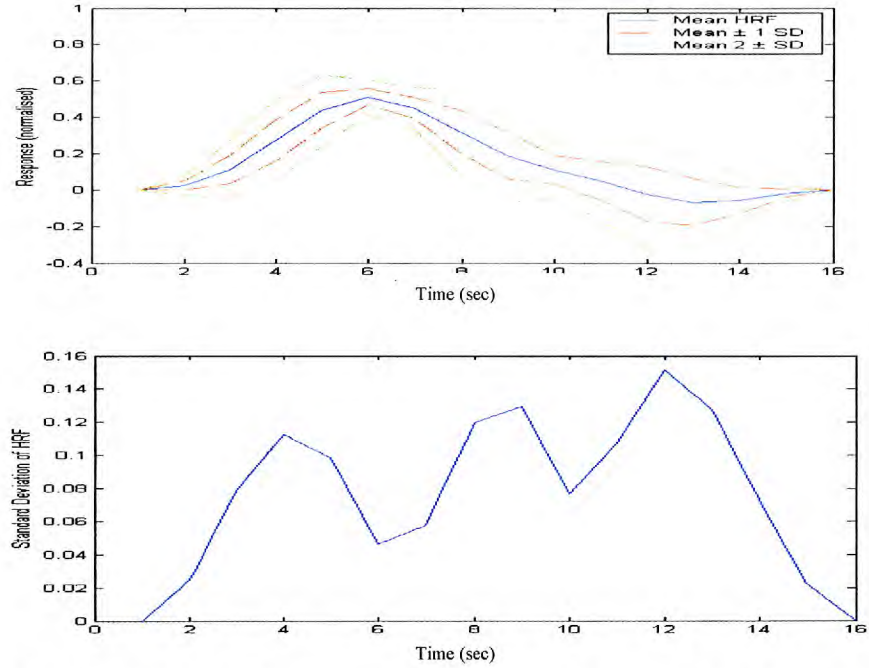 1
0.8
0.6
0.4
0.2
0
-0.2
-0.4
Response (normalised)
Mean HRF
Mean ± 1 SD
Mean 2 ± SD
0 2 4 6 8 10 12 14 16
Time (sec)
0.16
0.14
0.12
0.1
0.08
0.06
0.04
0.02
0
Standard Deviation of HRF
0 2 4 6 8 10 12 14 16
Time (sec)